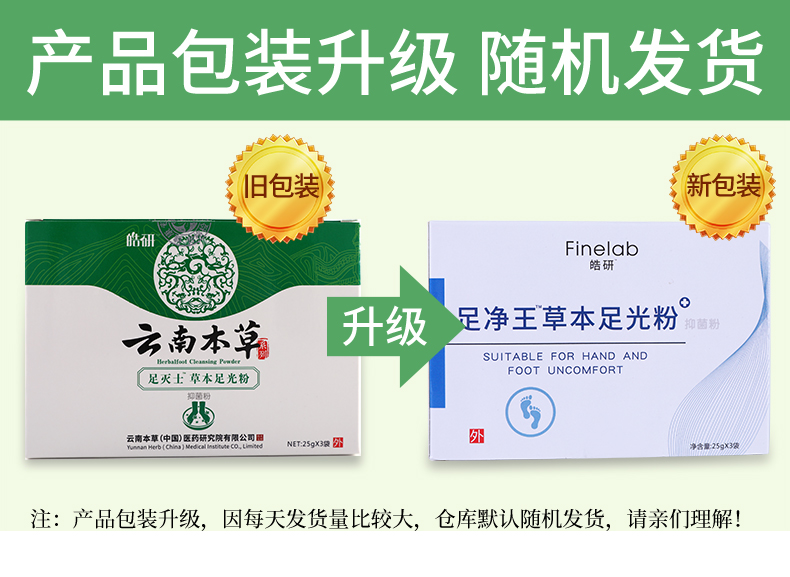 产品包装升级 随机发货
旧包装
新包装
皓研
云南本草
系列
Herbalfoot Cleansing Powder
足灭士™ 草本足光粉
抑菌粉
云南本草(中国)医药研究院有限公司
Yunnan Herb ( China ) Medical Institute CO., Limited
NET:25gX3袋
外
升级
Finelab
皓研
足净王™草本足光粉
抑菌粉
SUITABLE FOR HAND AND
FOOT UNCOMFORT
外
净含量:25gX3袋
注：产品包装升级，因每天发货量比较大，仓库默认随机发货，请亲们理解！